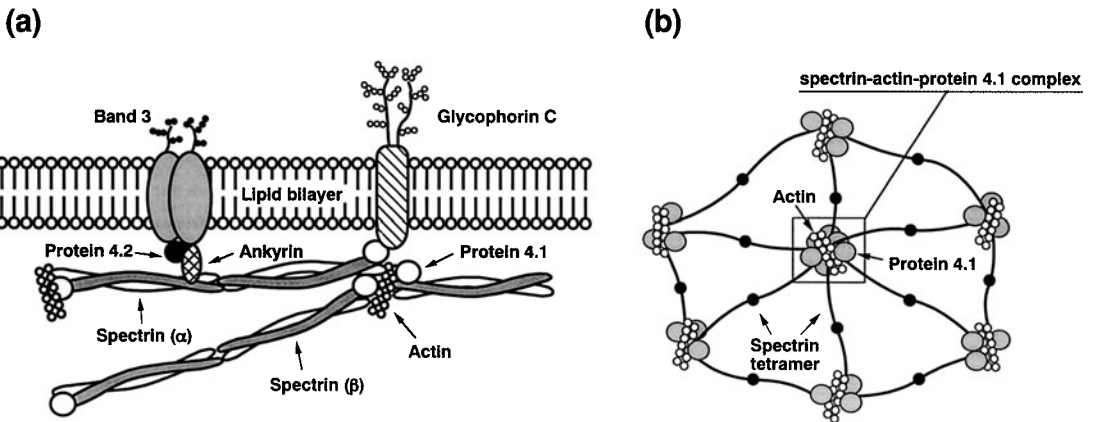 (a)
Band 3
Glycophorin C
Lipid bilayer
Protein 4.2
Ankyrin
Protein 4.1
Spectrin (α)
Actin
Spectrin (β)
(b)
spectrin-actin-protein 4.1 complex
Actin
Protein 4.1
Spectrin
tetramer